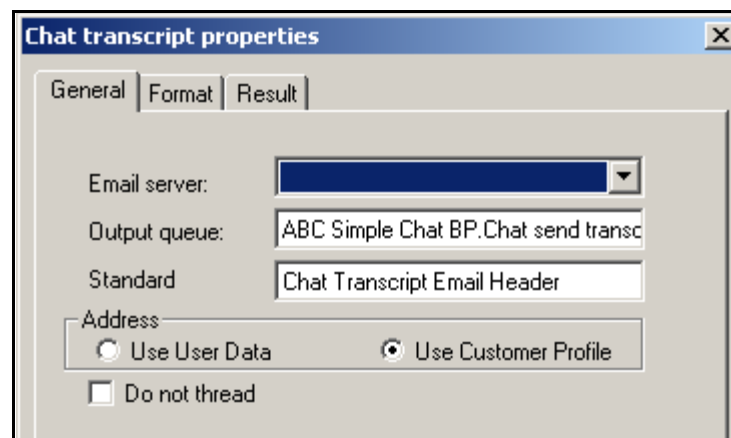 Chat transcript properties
General Format Result
Email server:
Output queue: ABC Simple Chat BP.Chat send
Standard Chat Transcript Email Header
Address
Use User Data Use Customer Profile
Do not thread